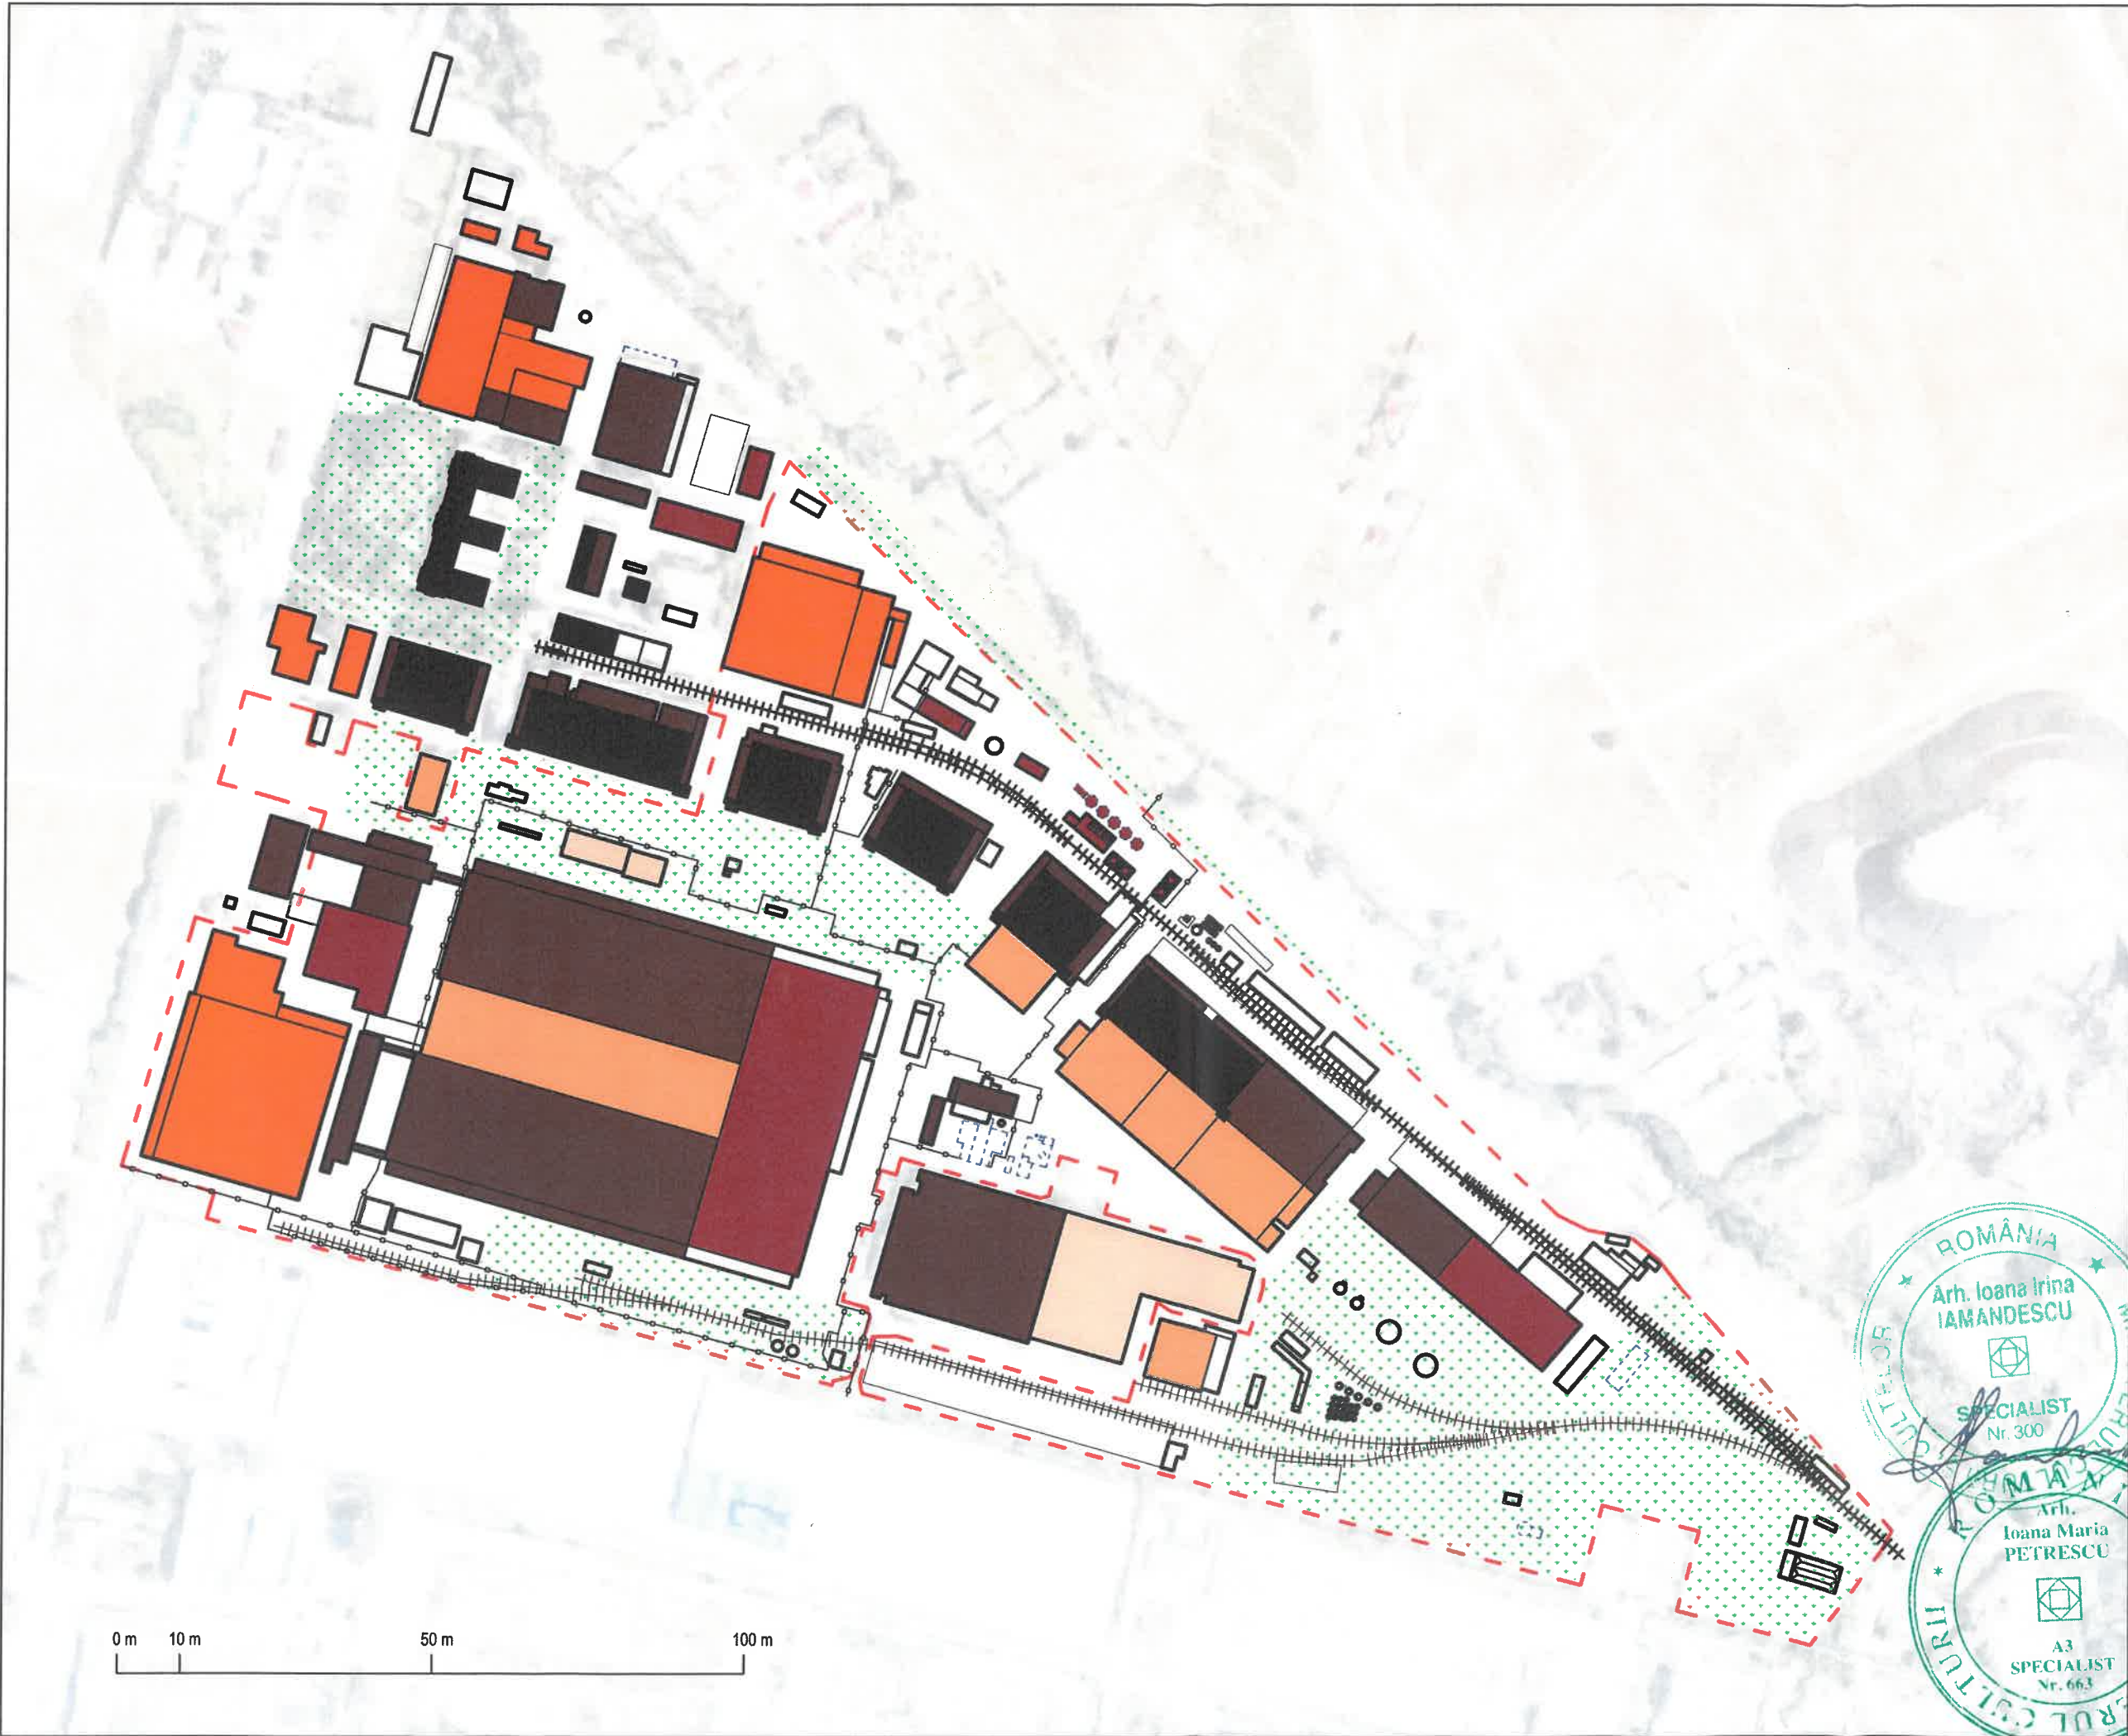 0 m 10 m 50 m 100 m
ROMÂNIA
Arh. Ioana Irina
IAMANDESCU
SPECIALIST
Nr. 300
Arh.
Ioana Maria
PETRESCU
A3
SPECIALIST
Nr. 663